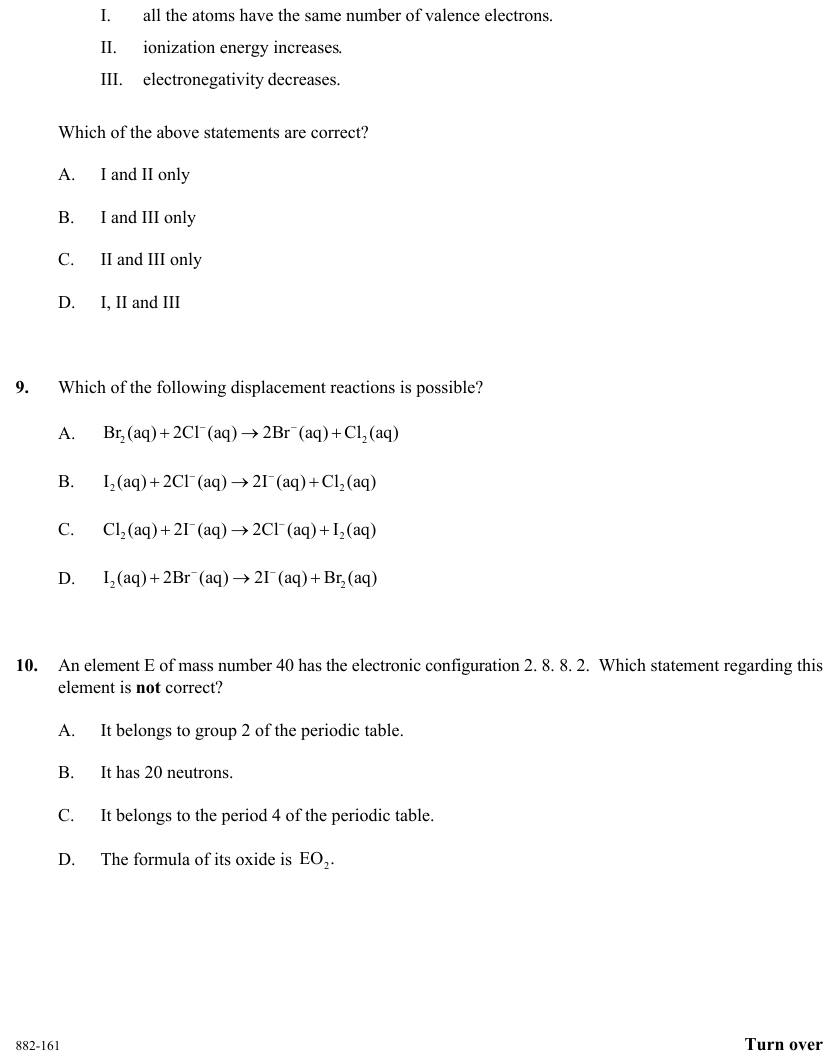 I. all the atoms have the same number of valence electrons.
II. ionization energy increases.
III. electronegativity decreases.
Which of the above statements are correct?
A. I and II only
B. I and III only
C. II and III only
D. I, II and III
9. Which of the following displacement reactions is possible?
A. Br₂(aq) + 2Cl⁻(aq) → 2Br⁻(aq) + Cl₂(aq)
B. I₂(aq) + 2Cl⁻(aq) → 2I⁻(aq) + Cl₂(aq)
C. Cl₂(aq) + 2I⁻(aq) → 2Cl⁻(aq) + I₂(aq)
D. I₂(aq) + 2Br⁻(aq) → 2I⁻(aq) + Br₂(aq)
10. An element E of mass number 40 has the electronic configuration 2. 8. 8. 2. Which statement regarding this
element is not correct?
A. It belongs to group 2 of the periodic table.
B. It has 20 neutrons.
C. It belongs to the period 4 of the periodic table.
D. The formula of its oxide is EO₂.
882-161 Turn over